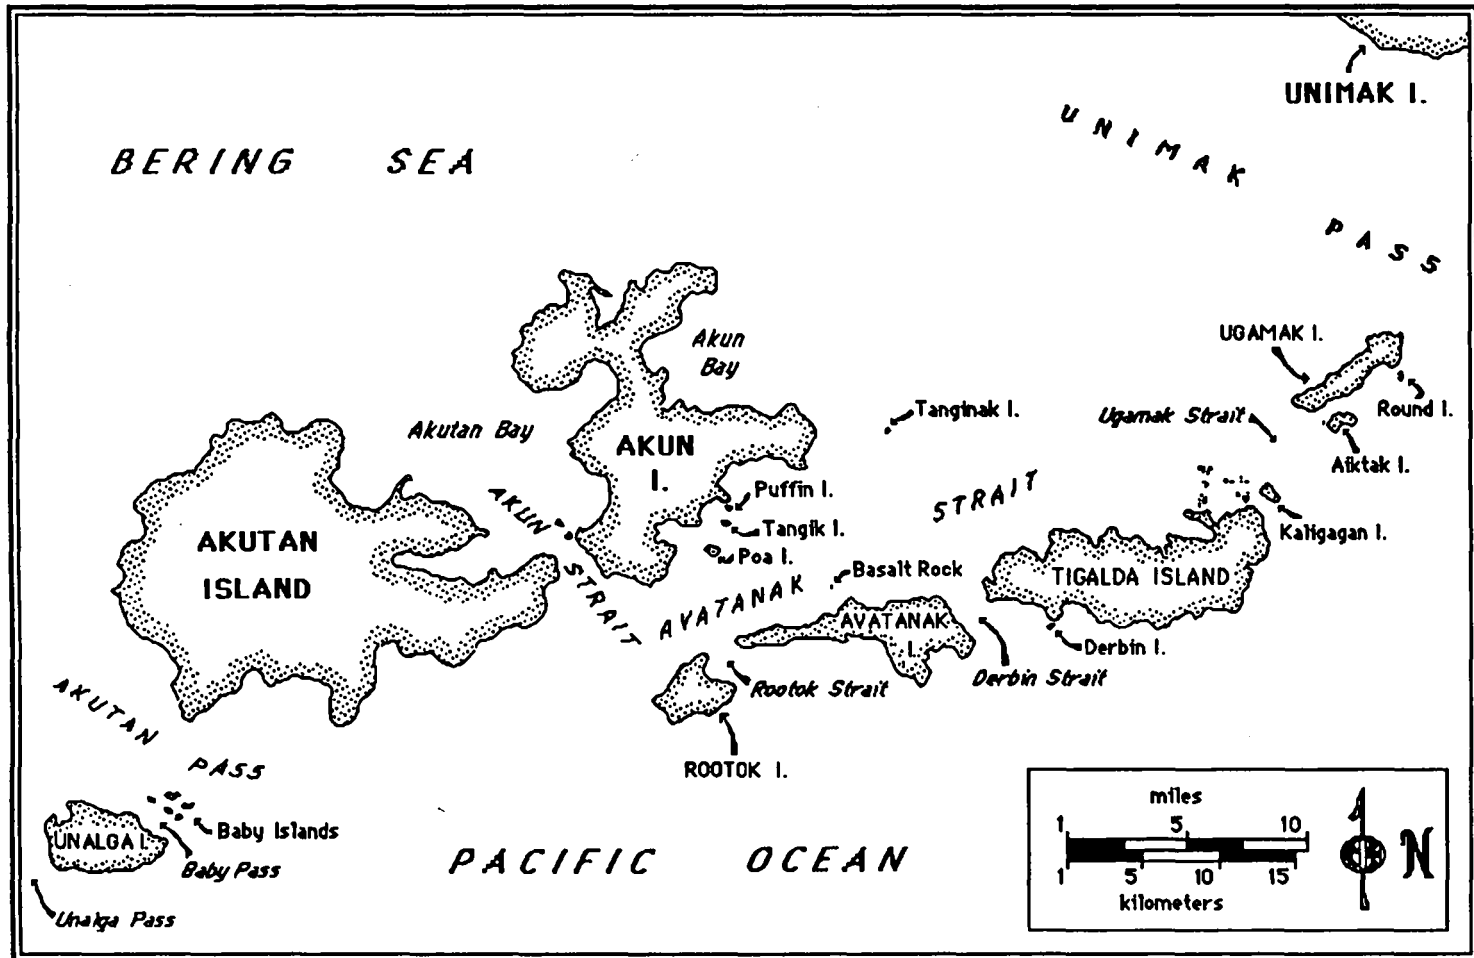 UNIMAK I.
UNIMAK
PASS
BERING SEA
UGAMAK I.
Akun
Bay
Round I.
Tanginak I.
Ugamak Strait
Akutan Bay
AKUN
I.
Aiktak I.
Puffin I.
STRAIT
AKUN
Tangik I.
Kaligagan I.
AKUTAN
ISLAND
Poa I.
Basalt Rock
TIGALDA ISLAND
STRAIT
AVATANAK
AVATANAK
I.
Derbin I.
Derbin Strait
Rootok Strait
AKUTAN
PASS
ROOTOK I.
miles
1 5 10
1 5 10 15
kilometers
N
Baby Islands
UNALGA I.
Baby Pass
PACIFIC OCEAN
Unalga Pass